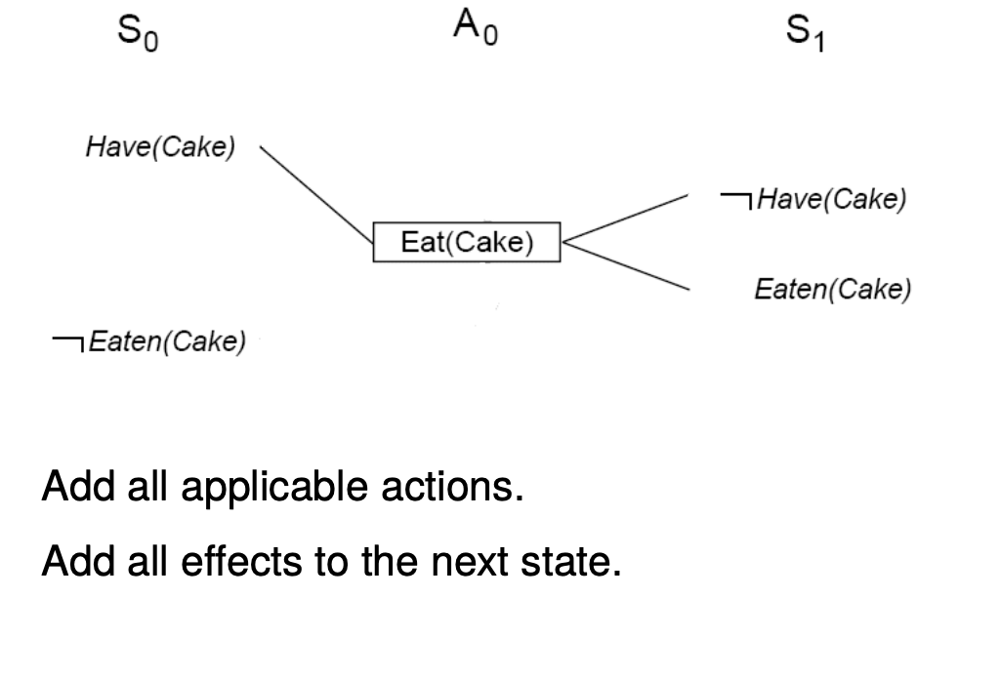 S₀ A₀ S₁
Have(Cake)
¬Have(Cake)
Eat(Cake)
Eaten(Cake)
¬Eaten(Cake)
Add all applicable actions.
Add all effects to the next state.